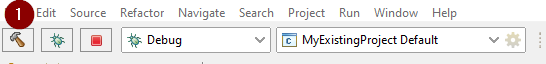 1 Edit Source Refactor Navigate Search Project Run Window Help
Debug
C MyExistingProject Default